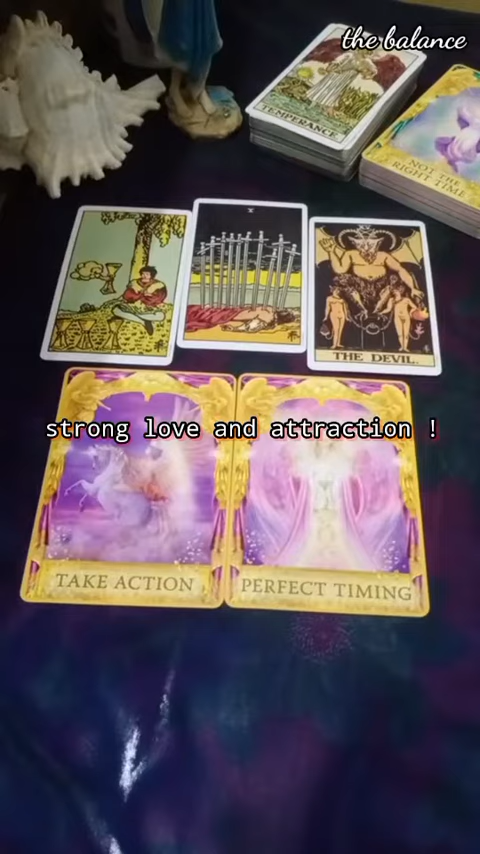 the balance
TEMPERANCE
NOT THE
RIGHT TIME
X
THE DEVIL.
strong love and attraction !
TAKE ACTION
PERFECT TIMING